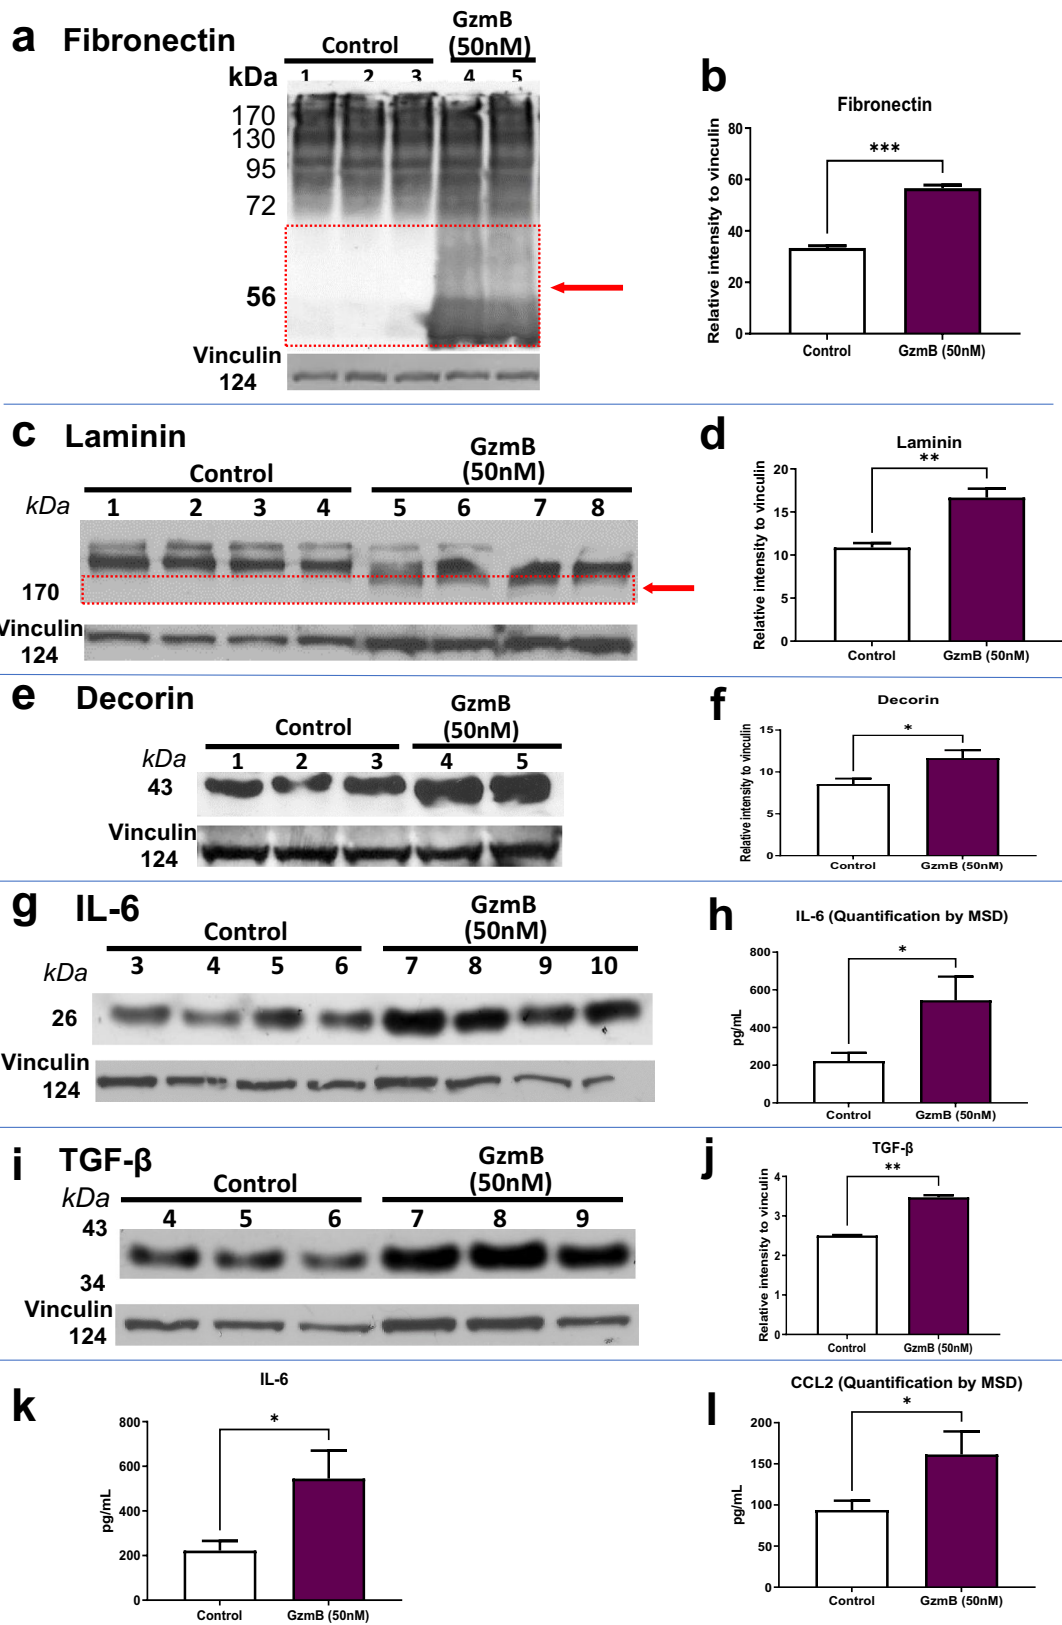 a Fibronectin
Control
GzmB
(50nM)
kDa 1 2 3 4 5
170
130
95
72
56
Vinculin
124
b
Fibronectin
Relative intensity to vinculin
80
60
40
20
0
***
Control GzmB (50nM)
c Laminin
Control
GzmB
(50nM)
kDa 1 2 3 4 5 6 7 8
170
Vinculin
124
d
Laminin
**
Relative intensity to vinculin
20
15
10
5
0
Control GzmB (50nM)
e Decorin
Control
GzmB
(50nM)
kDa 1 2 3 4 5
43
Vinculin
124
f
Decorin
*
Relative intensity to vinculin
15
10
5
0
Control GzmB (50nM)
g IL-6
Control
GzmB
(50nM)
kDa 3 4 5 6 7 8 9 10
26
Vinculin
124
h
IL-6 (Quantification by MSD)
*
pg/mL
800
600
400
200
0
Control GzmB (50nM)
i TGF-β
Control
GzmB
(50nM)
kDa
4 5 6 7 8 9
43
34
Vinculin
124
j
TGF-β
**
Relative intensity to vinculin
4
3
2
1
0
Control GzmB (50nM)
k
IL-6
*
pg/mL
800
600
400
200
0
Control GzmB (50nM)
l
CCL2 (Quantification by MSD)
*
pg/mL
200
150
100
50
0
Control GzmB (50nM)